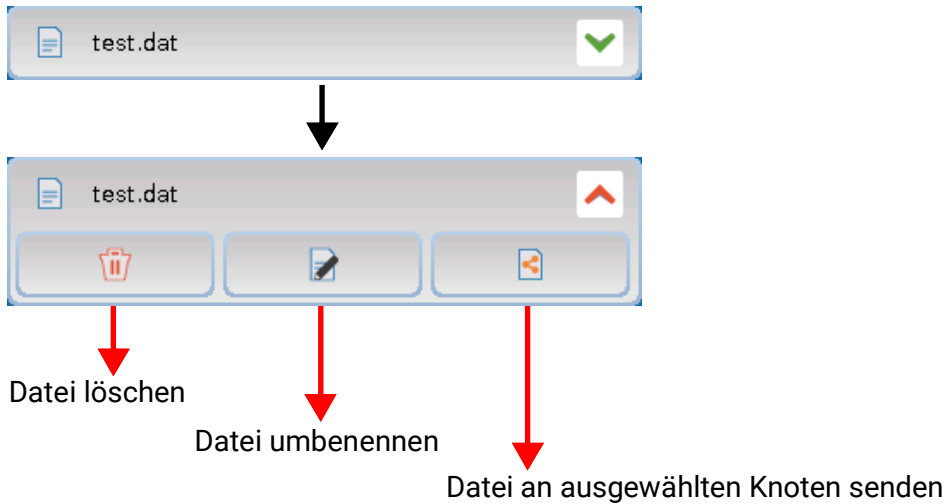 test.dat
test.dat
Datei löschen
Datei umbenennen
Datei an ausgewählten Knoten senden